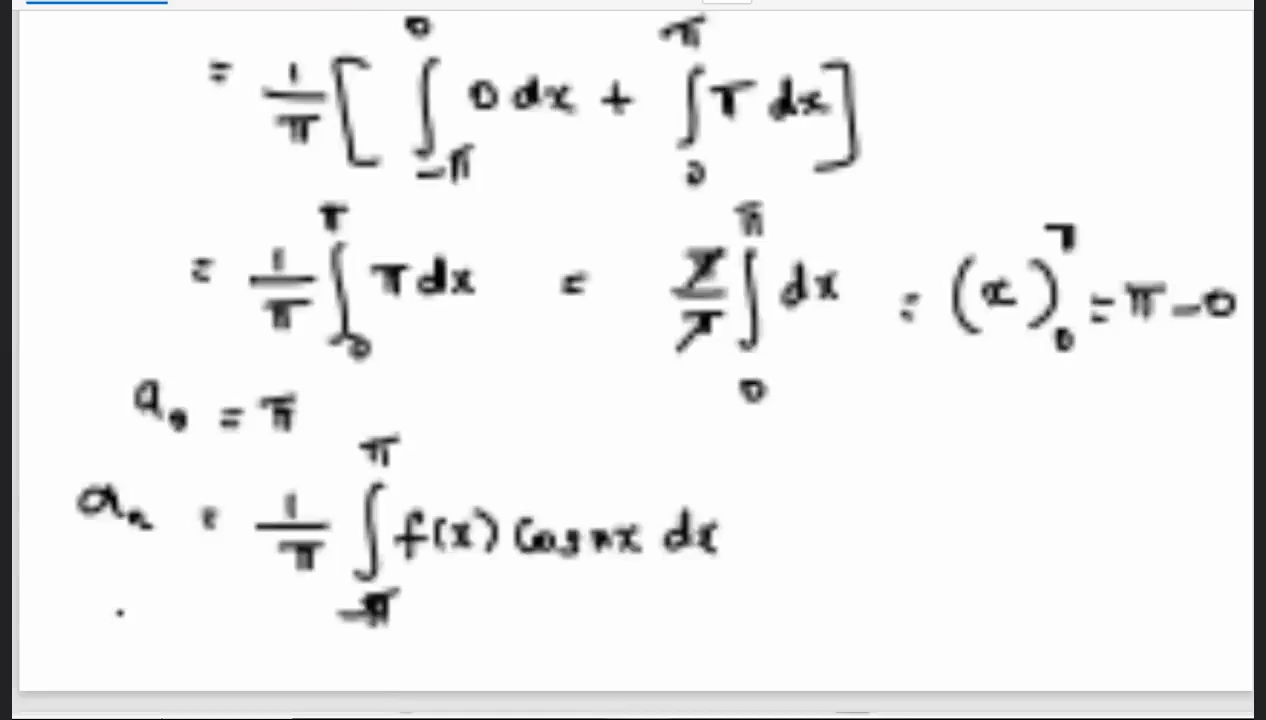 = 1/π [ ∫_{-π}^{0} 0 dx + ∫_{0}^{π} π dx ]
= 1/π ∫_{0}^{π} π dx = π/π ∫_{0}^{π} dx = (x)_{0}^{π} = π - 0
a₀ = π
aₙ = 1/π ∫_{-π}^{π} f(x) cos nx dx